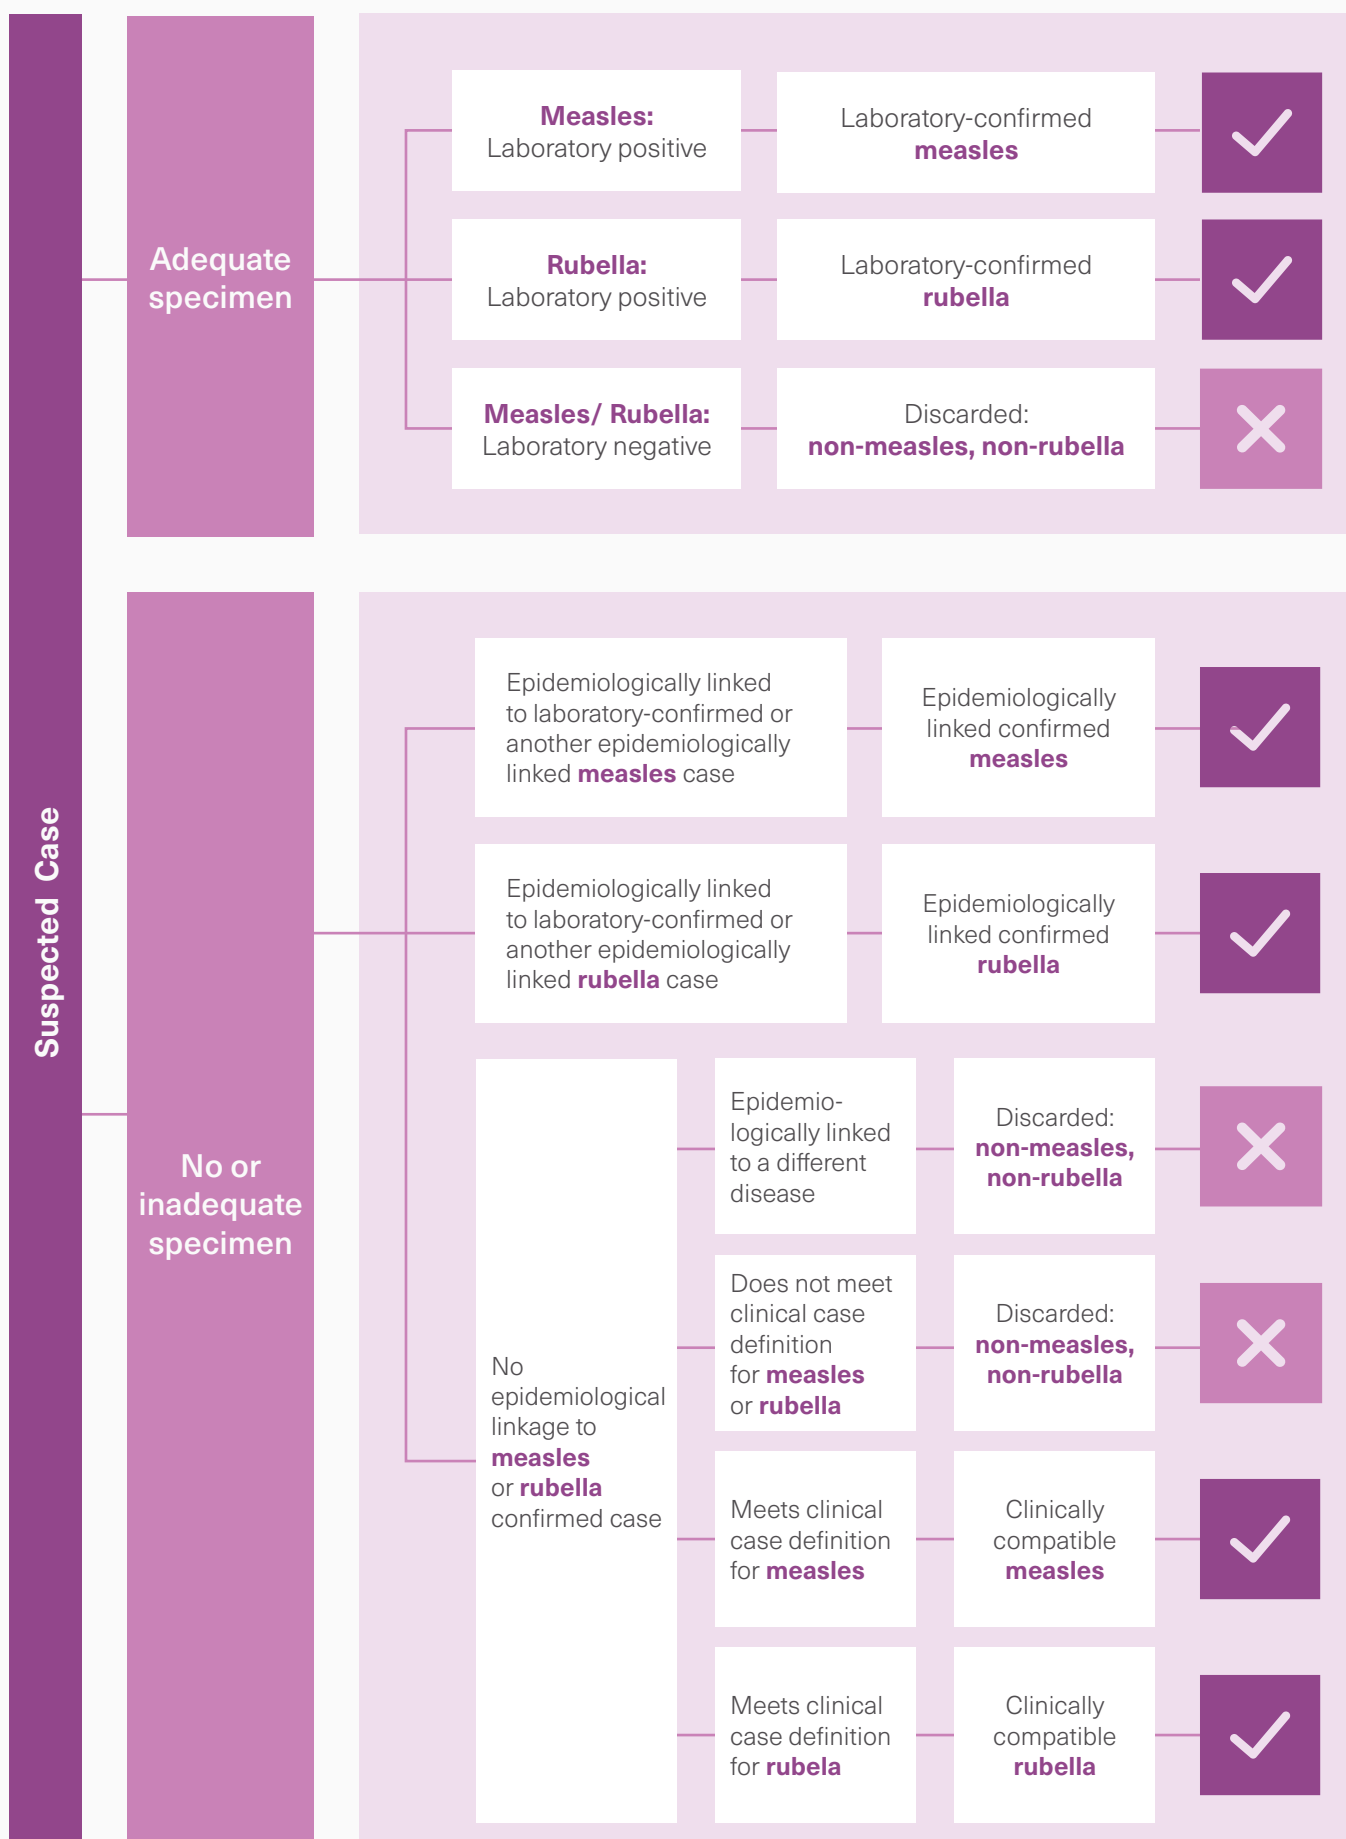 Suspected Case
Adequate
specimen
Measles:
Laboratory positive
Laboratory-confirmed
measles
Rubella:
Laboratory positive
Laboratory-confirmed
rubella
Measles/ Rubella:
Laboratory negative
Discarded:
non-measles, non-rubella
No or
inadequate
specimen
Epidemiologically linked
to laboratory-confirmed or
another epidemiologically
linked measles case
Epidemiologically
linked confirmed
measles
Epidemiologically linked
to laboratory-confirmed or
another epidemiologically
linked rubella case
Epidemiologically
linked confirmed
rubella
No
epidemiological
linkage to
measles
or rubella
confirmed case
Epidemio-
logically linked
to a different
disease
Discarded:
non-measles,
non-rubella
Does not meet
clinical case
definition
for measles
or rubella
Discarded:
non-measles,
non-rubella
Meets clinical
case definition
for measles
Clinically
compatible
measles
Meets clinical
case definition
for rubela
Clinically
compatible
rubella